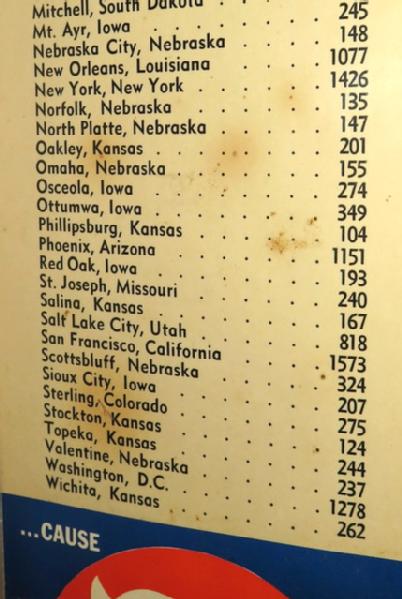 Mitchell, South Dakota . .
Mt. Ayr, Iowa . . . . . . . 245
Nebraska City, Nebraska . . . . 148
New Orleans, Louisiana . . . . 1077
New York, New York . . . . . 1426
Norfolk, Nebraska . . . . . . 135
North Platte, Nebraska . . . . . 147
Oakley, Kansas . . . . . . . 201
Omaha, Nebraska . . . . . . 155
Osceola, Iowa . . . . . . . 274
Ottumwa, Iowa . . . . . . . 349
Phillipsburg, Kansas . . . . . 104
Phoenix, Arizona . . . . . . 1151
Red Oak, Iowa . . . . . . . 193
St. Joseph, Missouri . . . . . 240
Salina, Kansas . . . . . . . 167
Salt Lake City, Utah . . . . . 818
San Francisco, California . . . . 1573
Scottsbluff, Nebraska . . . . . 324
Sioux City, Iowa . . . . . . 207
Sterling, Colorado . . . . . . 275
Stockton, Kansas . . . . . . 124
Topeka, Kansas . . . . . . 244
Valentine, Nebraska . . . . . 237
Washington, D.C. . . . . . . 1278
Wichita, Kansas . . . . . . 262
...CAUSE